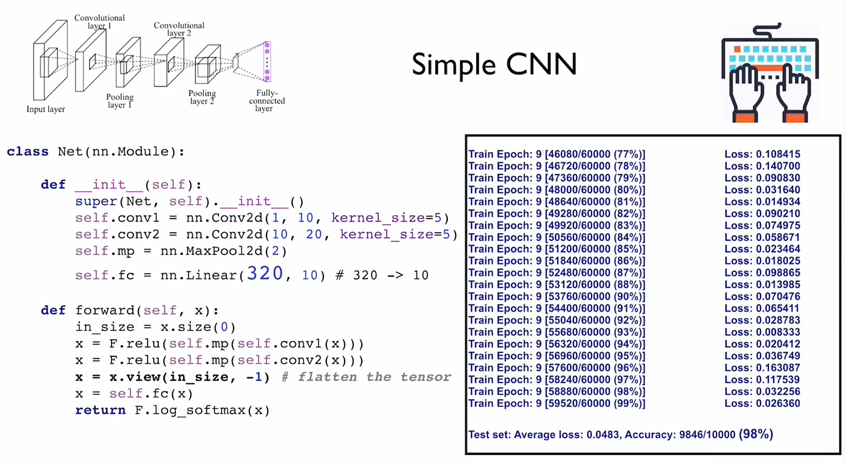 Convolutional
layer 1
Convolutional
layer 2
Input layer
Pooling
layer 1
Pooling
layer 2
Fully-
connected
layer
Simple CNN
class Net(nn.Module):
def __init__(self):
super(Net, self).__init__()
self.conv1 = nn.Conv2d(1, 10, kernel_size=5)
self.conv2 = nn.Conv2d(10, 20, kernel_size=5)
self.mp = nn.MaxPool2d(2)
self.fc = nn.Linear(320, 10) # 320 -> 10
def forward(self, x):
in_size = x.size(0)
x = F.relu(self.mp(self.conv1(x)))
x = F.relu(self.mp(self.conv2(x)))
x = x.view(in_size, -1) # flatten the tensor
x = self.fc(x)
return F.log_softmax(x)
Train Epoch: 9 [46080/60000 (77%)] Loss: 0.108415
Train Epoch: 9 [46720/60000 (78%)] Loss: 0.140700
Train Epoch: 9 [47360/60000 (79%)] Loss: 0.090830
Train Epoch: 9 [48000/60000 (80%)] Loss: 0.031640
Train Epoch: 9 [48640/60000 (81%)] Loss: 0.014934
Train Epoch: 9 [49280/60000 (82%)] Loss: 0.090210
Train Epoch: 9 [49920/60000 (83%)] Loss: 0.074975
Train Epoch: 9 [50560/60000 (84%)] Loss: 0.058671
Train Epoch: 9 [51200/60000 (85%)] Loss: 0.023464
Train Epoch: 9 [51840/60000 (86%)] Loss: 0.018025
Train Epoch: 9 [52480/60000 (87%)] Loss: 0.098865
Train Epoch: 9 [53120/60000 (88%)] Loss: 0.013985
Train Epoch: 9 [53760/60000 (90%)] Loss: 0.070476
Train Epoch: 9 [54400/60000 (91%)] Loss: 0.065411
Train Epoch: 9 [55040/60000 (92%)] Loss: 0.028783
Train Epoch: 9 [55680/60000 (93%)] Loss: 0.008333
Train Epoch: 9 [56320/60000 (94%)] Loss: 0.020412
Train Epoch: 9 [56960/60000 (95%)] Loss: 0.036749
Train Epoch: 9 [57600/60000 (96%)] Loss: 0.163087
Train Epoch: 9 [58240/60000 (97%)] Loss: 0.117539
Train Epoch: 9 [58880/60000 (98%)] Loss: 0.032256
Train Epoch: 9 [59520/60000 (99%)] Loss: 0.026360
Test set: Average loss: 0.0483, Accuracy: 9846/10000 (98%)